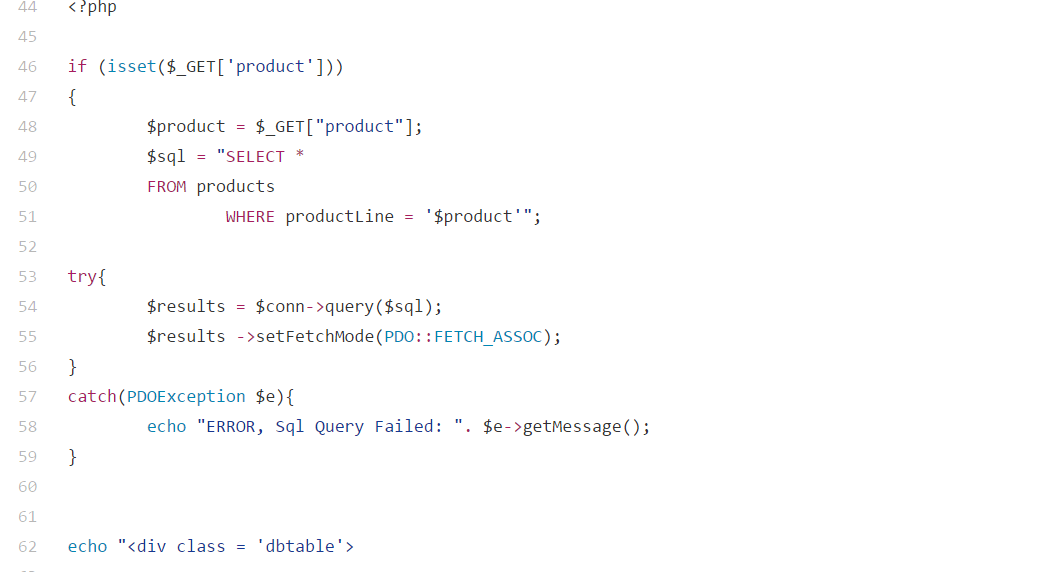 44 <?php
45
46 if (isset($_GET['product']))
47 {
48 $product = $_GET["product"];
49 $sql = "SELECT *
50 FROM products
51 WHERE productLine = '$product'";
52
53 try{
54 $results = $conn->query($sql);
55 $results ->setFetchMode(PDO::FETCH_ASSOC);
56 }
57 catch(PDOException $e){
58 echo "ERROR, Sql Query Failed: ". $e->getMessage();
59 }
60
61
62 echo "<div class = 'dbtable'>